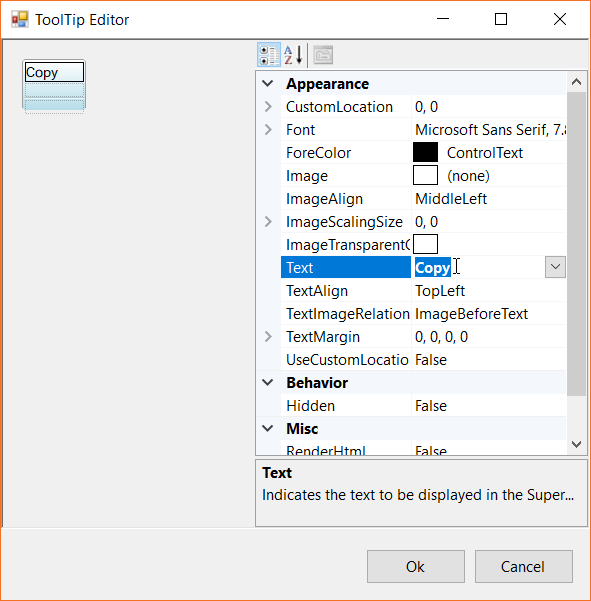 ToolTip Editor
Copy
A
Z
Appearance
CustomLocation 0, 0
Font Microsoft Sans Serif, 7.8
ForeColor ControlText
Image (none)
ImageAlign MiddleLeft
ImageScalingSize 0, 0
ImageTransparentC
Text Copy
TextAlign TopLeft
TextImageRelation ImageBeforeText
TextMargin 0, 0, 0, 0
UseCustomLocatio False
Behavior
Hidden False
Misc
RenderHtml False
Text
Indicates the text to be displayed in the Super...
Ok Cancel